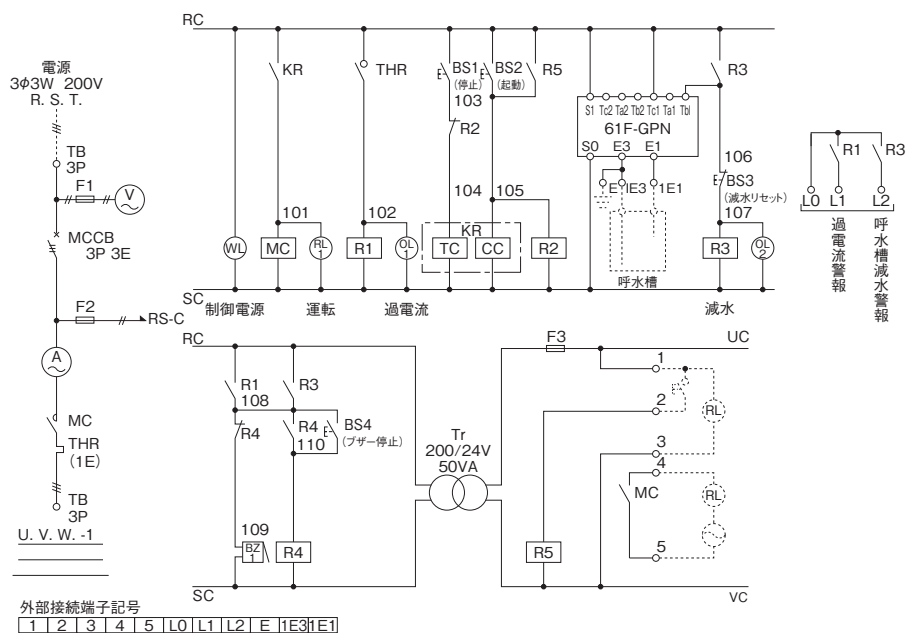 RC
電源
3φ3W 200V
R. S. T.
TB
3P
F1
V
MCCB
3P 3E
F2
RS-C
A
MC
THR
(1E)
TB
3P
U. V. W. -1
KR
THR
BS1
(停止)
103
R2
BS2
(起動)
R5
S1 Tc2 Ta2 Tb2 Tc1 Ta1 Tbl
61F-GPN
S0 E3 E1
E 1E3 1E1
呼水槽
R3
106
BS3
(減水リセット)
107
101
102
104
105
KR
WL
MC
RL
1
R1
OL
1
TC
CC
R2
R3
OL
2
SC
制御電源
運転
過電流
減水
R1
R3
L0 L1 L2
過電流警報
呼水槽減水警報
RC
R1
R3
108
R4
R4
110
BS4
(ブザー停止)
109
BZ
1
R4
SC
Tr
200/24V
50VA
F3
UC
1
2
3
4
5
RL
RL
MC
R5
VC
外部接続端子記号
1 2 3 4 5 L0 L1 L2 E 1E3 1E1